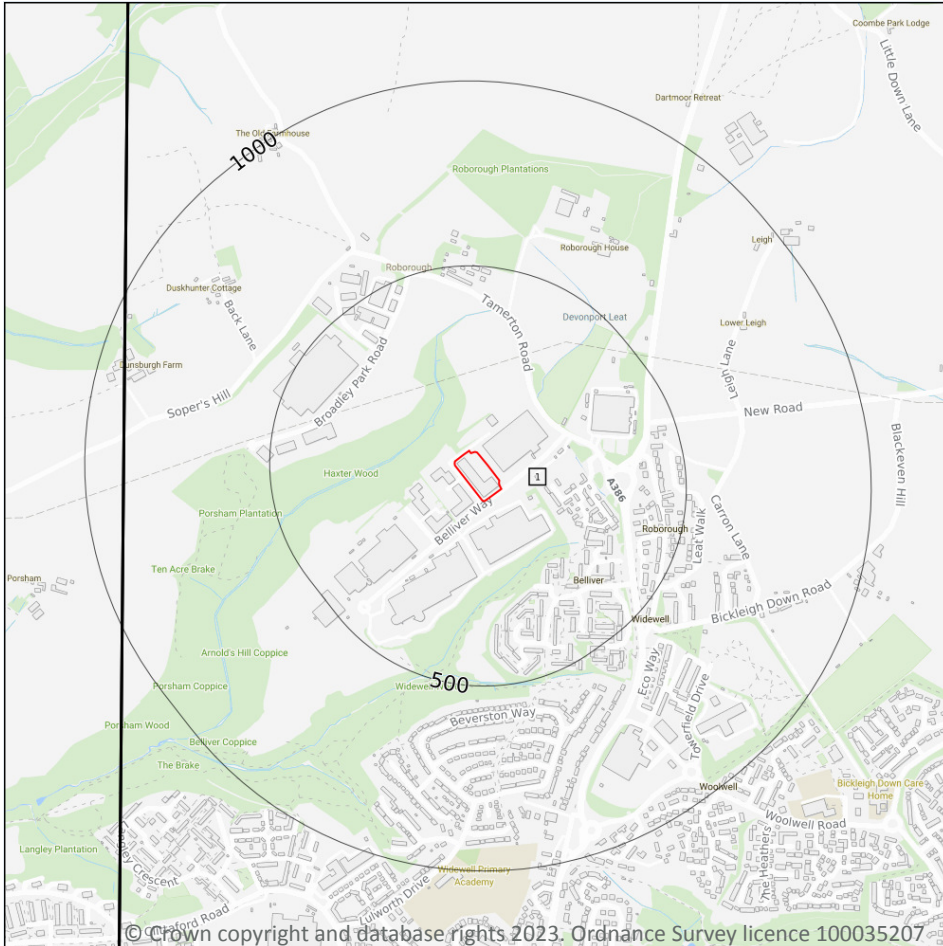 Coombe Park Lodge
Little Down Lane
Dartmoor Retreat
The Old Farmhouse
1000
Roborough Plantations
Roborough House
Leigh
Roborough
Duskhunter Cottage
Back Lane
Tamerton Road
Devonport Leat
Lower Leigh
Leigh Lane
Dunsburgh Farm
Soper's Hill
Broadley Park Road
New Road
Blackeven Hill
Haxter Wood
1
A386
Porsham Plantation
Belliver Way
Carron Lane
Leat Walk
Roborough
Ten Acre Brake
Porsham
Belliver
Bickleigh Down Road
Widewell
Arnold's Hill Coppice
Eco Way
500
Widewell
Porsham Coppice
Beverston Way
Towerfield Drive
Porsham Wood
Belliver Coppice
The Brake
Woolwell
Bickleigh Down Care
Home
Woolwell Road
The Heathers
Langley Plantation
Langley Crescent
Widewell Primary
Academy
Lulworth Drive
Road
© Crown copyright and database rights 2023. Ordnance Survey licence 100035207.